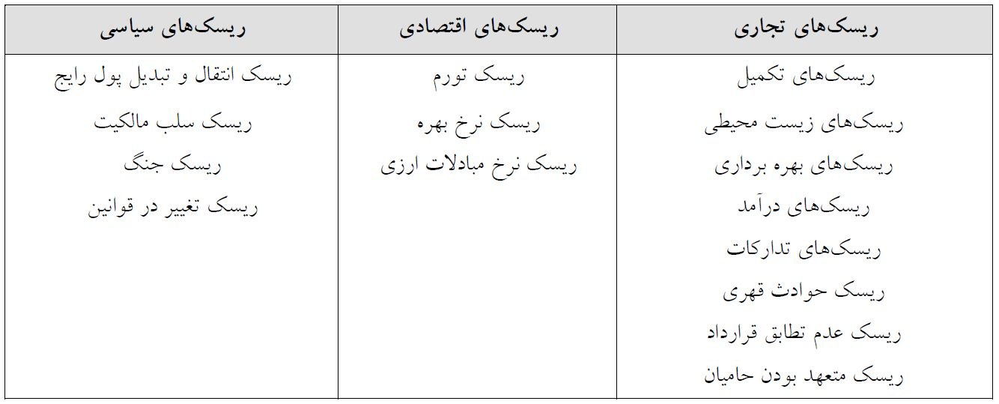 ریسک‌های تجاری
ریسک‌های اقتصادی
ریسک‌های سیاسی
ریسک‌های تکمیل
ریسک تورم
ریسک انتقال و تبدیل پول رایج
ریسک‌های زیست محیطی
ریسک نرخ بهره
ریسک سلب مالکیت
ریسک‌های بهره برداری
ریسک نرخ مبادلات ارزی
ریسک جنگ
ریسک‌های درآمد
ریسک تغییر در قوانین
ریسک‌های تدارکات
ریسک حوادث قهری
ریسک عدم تطابق قرارداد
ریسک متعهد بودن حامیان